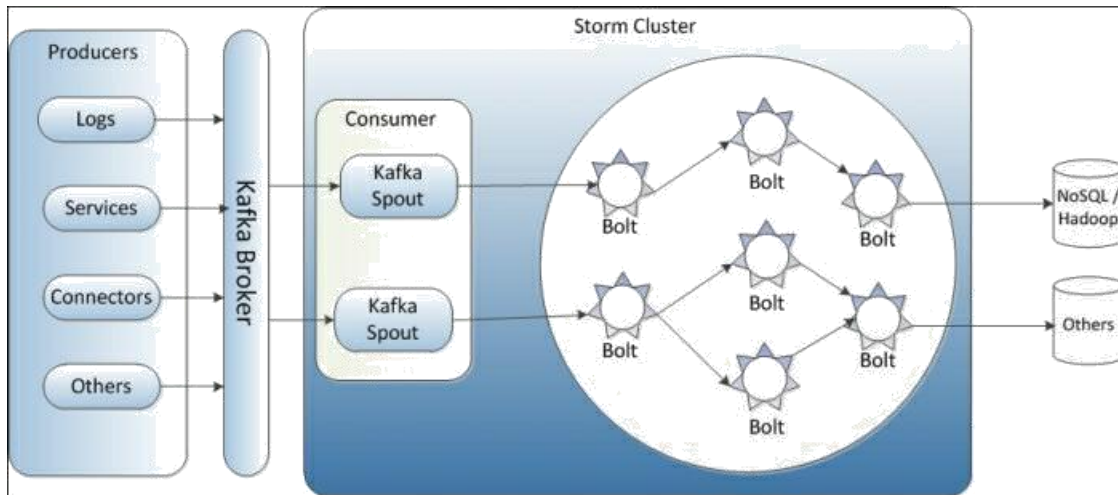 Producers
Logs
Services
Connectors
Others
Kafka Broker
Storm Cluster
Consumer
Kafka
Spout
Kafka
Spout
Bolt
Bolt
Bolt
Bolt
Bolt
Bolt
Bolt
NoSQL /
Hadoop
Others